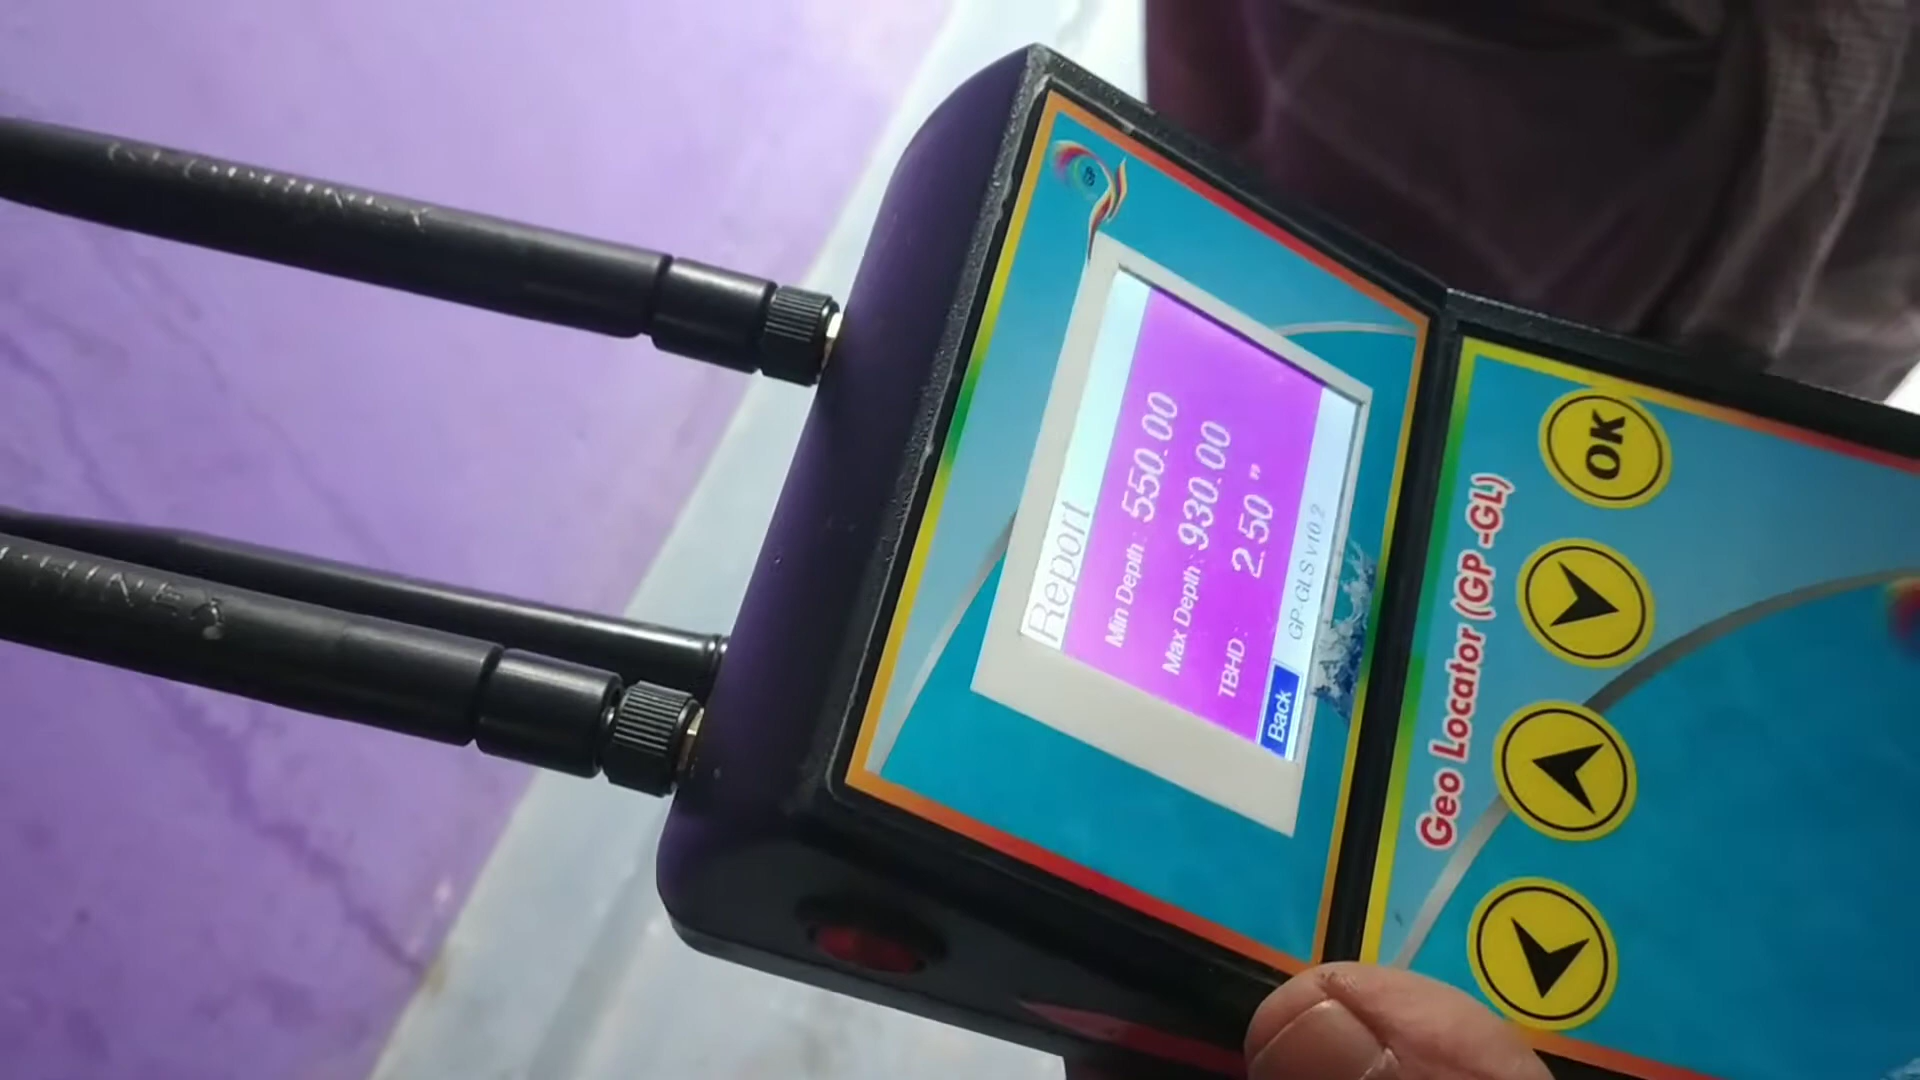 Report
Min Depth : 550.00
Max Depth : 930.00
TBHD : 2.50 "
Back GP-GLS v10.2
Geo Locator (GP -GL)
OK